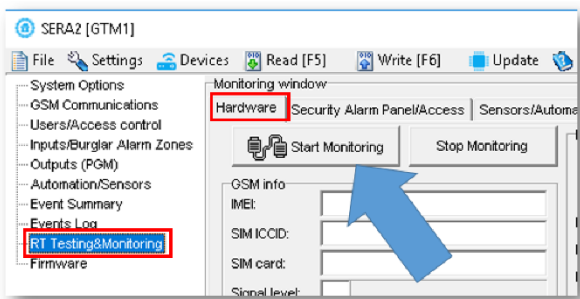 SERA2 [GTM1]
File Settings Devices Read [F5] Write [F6] Update
System Options
GSM Communications
Users/Access control
Inputs/Burglar Alarm Zones
Outputs (PGM)
Automation/Sensors
Event Summary
Events Log
RT Testing&Monitoring
Firmware
Monitoring window
Hardware Security Alarm Panel/Access Sensors/Automa
Start Monitoring Stop Monitoring
GSM info
IMEI:
SIM ICCID:
SIM card:
Signal level: